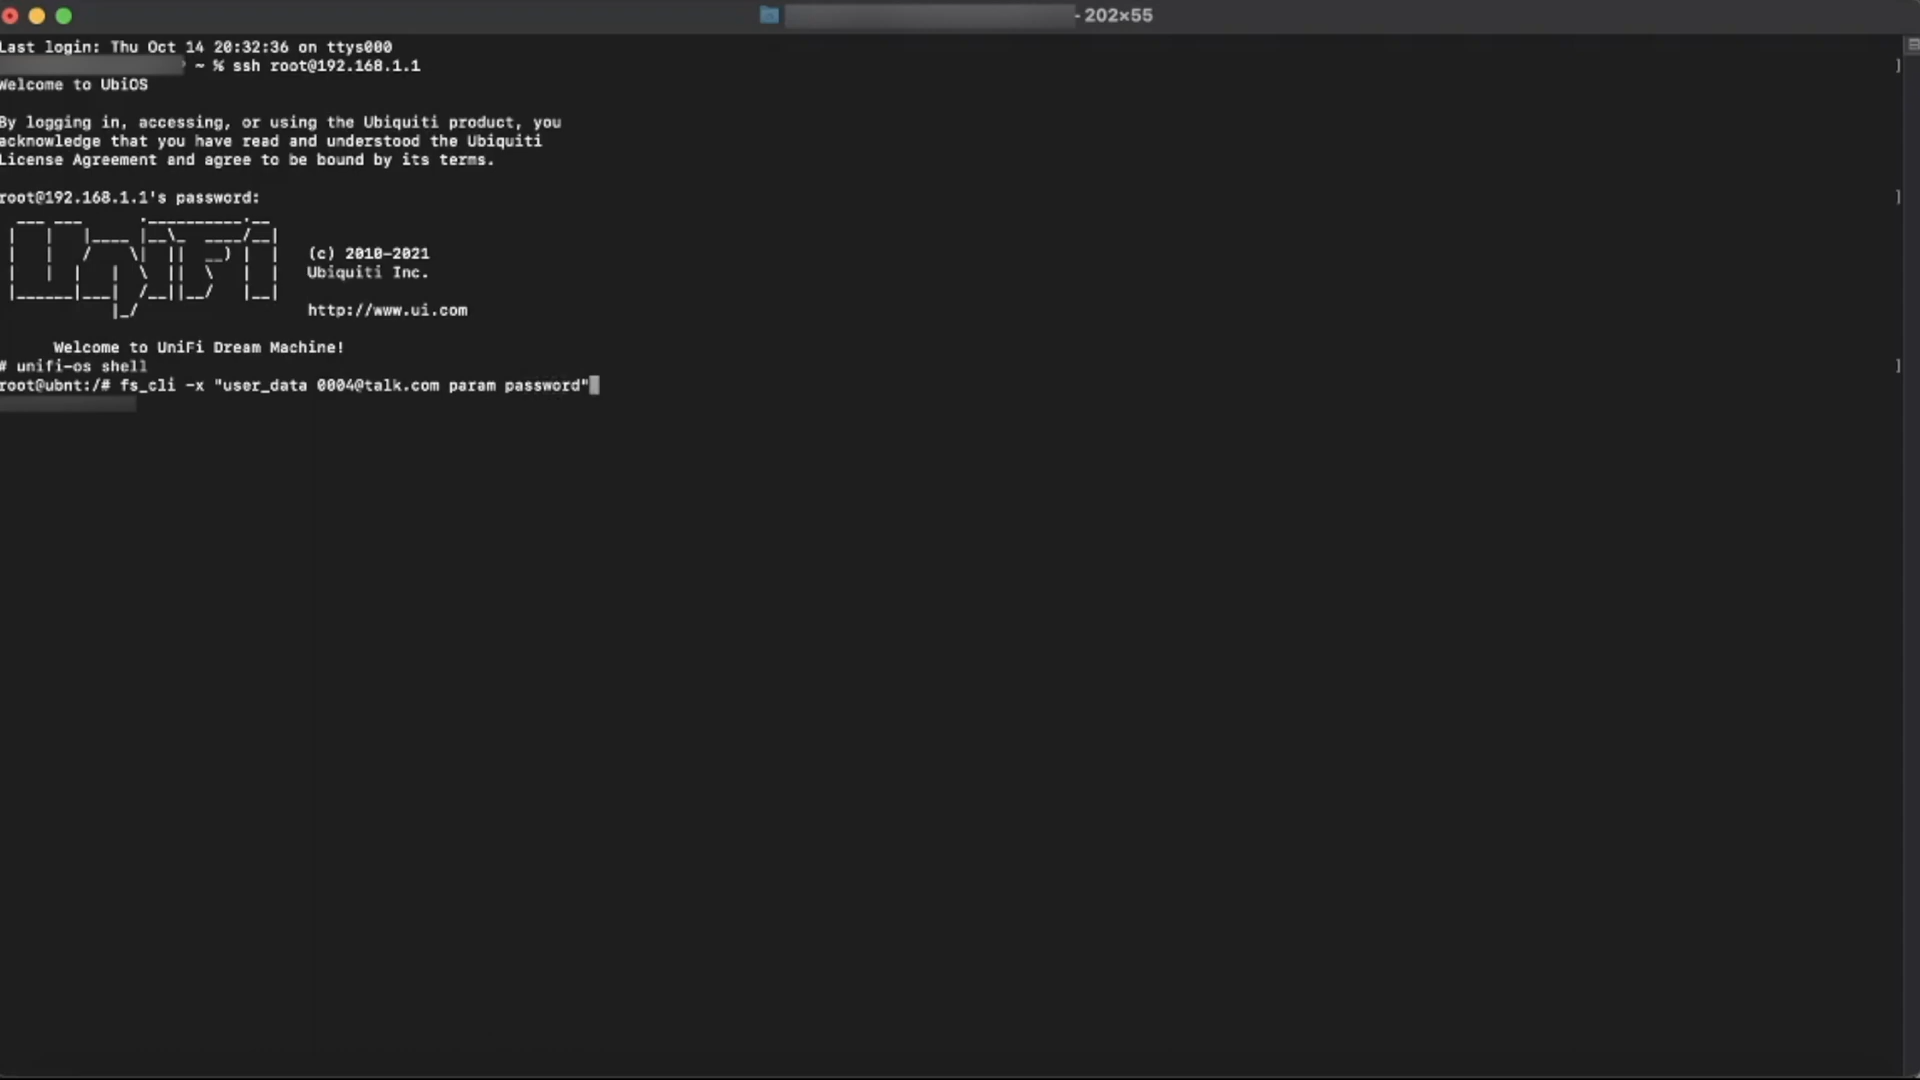 - 202×55
Last login: Thu Oct 14 20:32:36 on ttys000
~ % ssh root@192.168.1.1
Welcome to UbiOS
By logging in, accessing, or using the Ubiquiti product, you
acknowledge that you have read and understood the Ubiquiti
License Agreement and agree to be bound by its terms.
root@192.168.1.1's password:
UniFi
(c) 2010-2021
Ubiquiti Inc.
http://www.ui.com
Welcome to UniFi Dream Machine!
# unifi-os shell
root@ubnt:/# fs_cli -x "user_data 0004@talk.com param password"